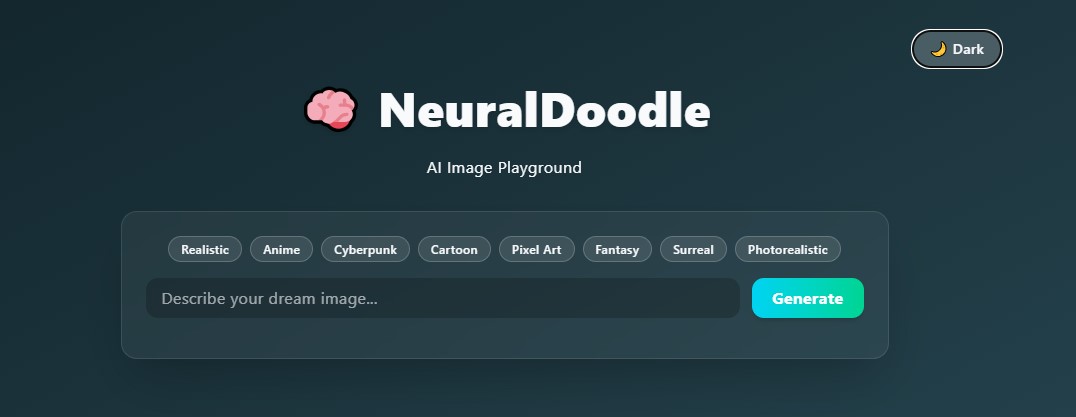 Dark
NeuralDoodle
AI Image Playground
Realistic Anime Cyberpunk Cartoon Pixel Art Fantasy Surreal Photorealistic
Describe your dream image... Generate